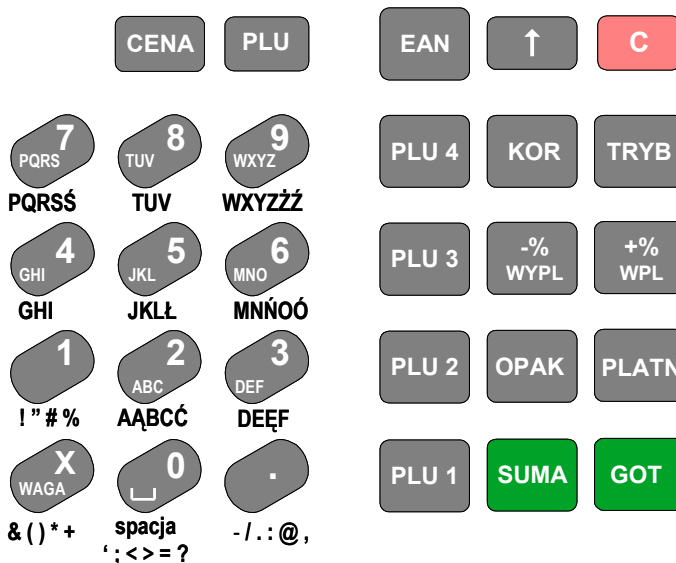 CENA PLU EAN ↑ C
7 8 9
PQRS TUV WXYZ PLU 4 KOR TRYB
PQRSŚ TUV WXYZŻŹ
4 5 6 -% +%
GHI JKL MNO PLU 3 WYPL WPL
GHI JKLŁ MNŃOÓ
1 2 3 PLU 2 OPAK PLATN
ABC DEF
! ” # % AĄBCĆ DEĘF
X 0 . PLU 1 SUMA GOT
WAGA
& ( ) * + spacja - / . : @ ,
‘ ; < > = ?